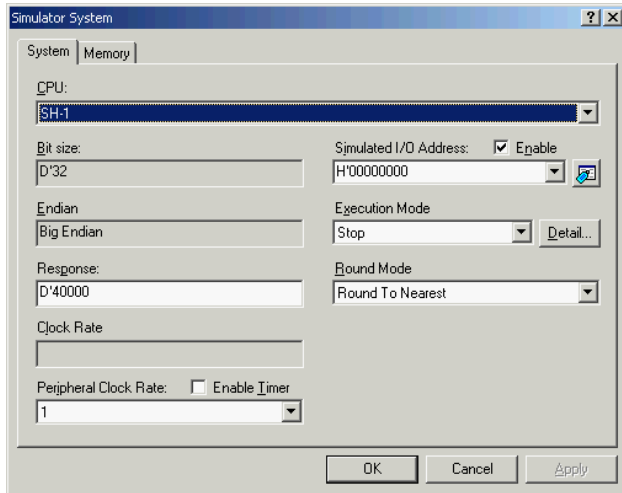 Simulator System
System Memory
CPU:
SH-1
Bit size:
D'32
Simulated I/O Address: Enable
H'00000000
Endian
Big Endian
Execution Mode
Stop Detail...
Response:
D'40000
Round Mode
Round To Nearest
Clock Rate
Peripheral Clock Rate: Enable Timer
1
OK Cancel Apply